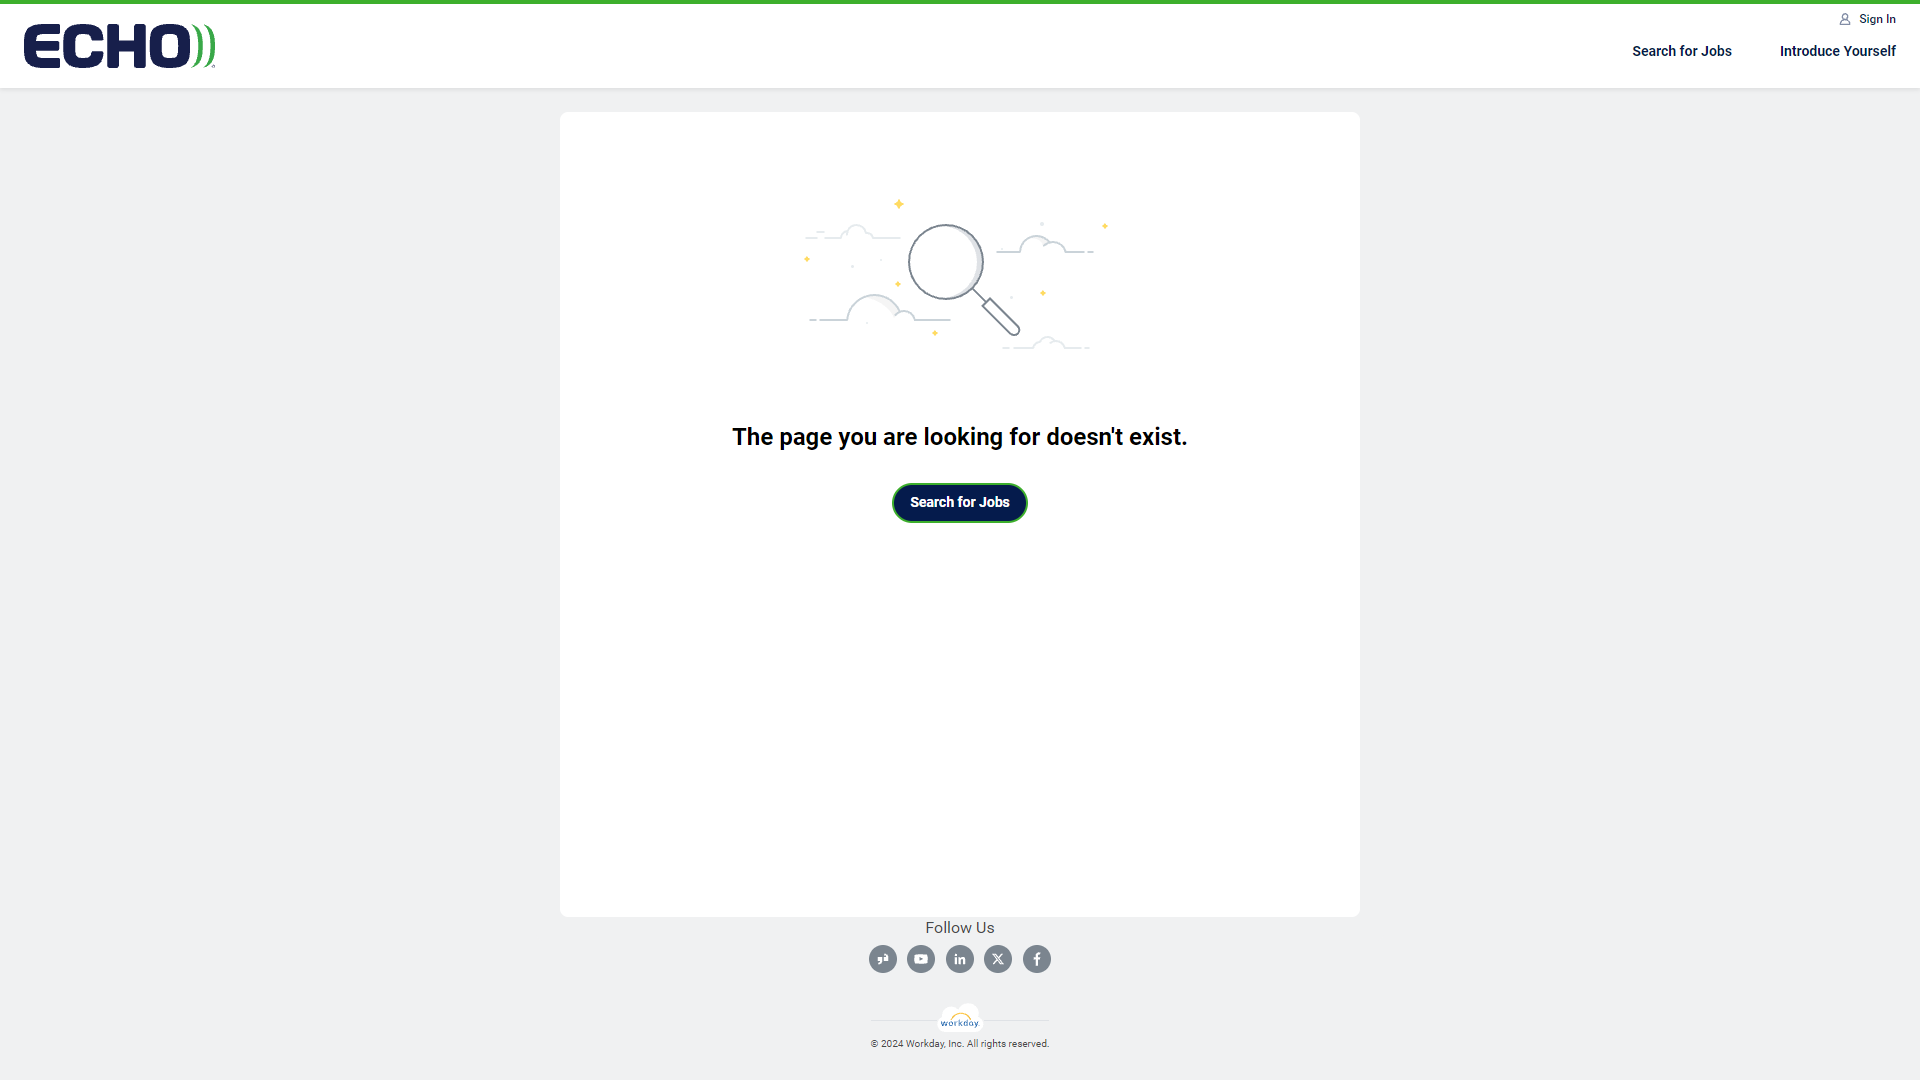 ECHO
Sign In
Search for Jobs
Introduce Yourself
The page you are looking for doesn't exist.
Search for Jobs
Follow Us
workday.
© 2024 Workday, Inc. All rights reserved.